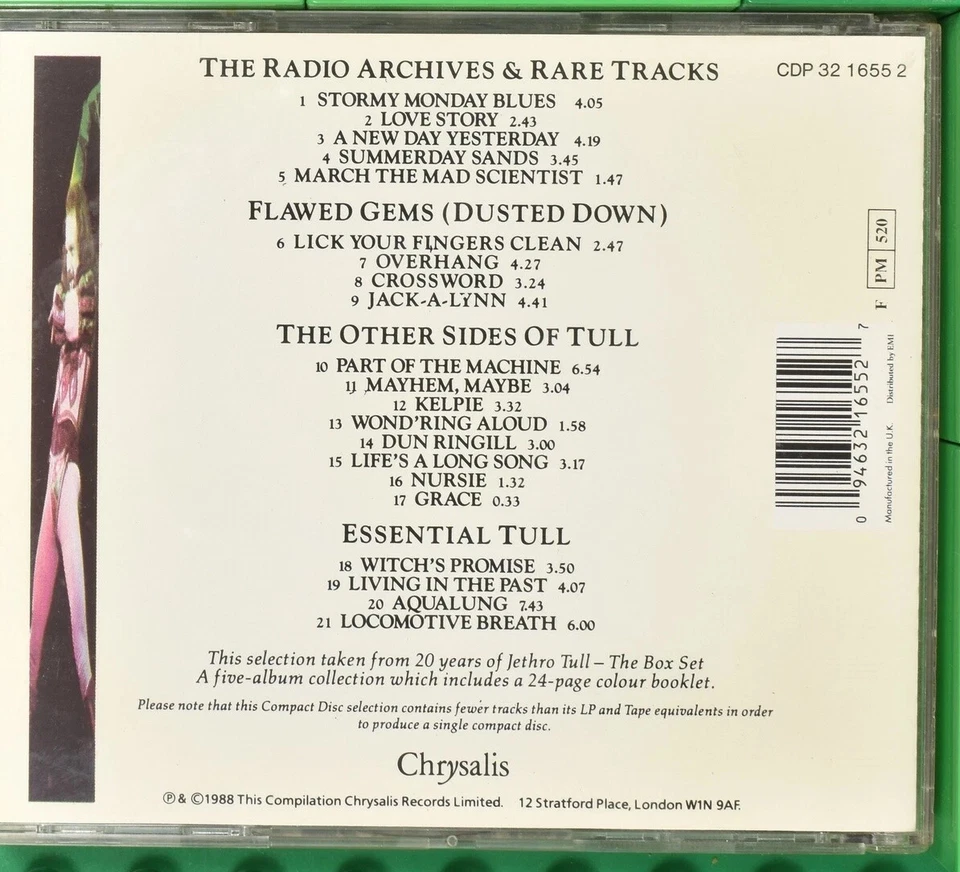 THE RADIO ARCHIVES & RARE TRACKS
CDP 32 1655 2
1 STORMY MONDAY BLUES 4.05
2 LOVE STORY 2.43
3 A NEW DAY YESTERDAY 4.19
4 SUMMERDAY SANDS 3.45
5 MARCH THE MAD SCIENTIST 1.47
FLAWED GEMS (DUSTED DOWN)
6 LICK YOUR FINGERS CLEAN 2.47
7 OVERHANG 4.27
8 CROSSWORD 3.24
9 JACK-A-LYNN 4.41
THE OTHER SIDES OF TULL
10 PART OF THE MACHINE 6.54
11 MAYHEM, MAYBE 3.04
12 KELPIE 3.32
13 WOND'RING ALOUD 1.58
14 DUN RINGILL 3.00
15 LIFE'S A LONG SONG 3.17
16 NURSIE 1.32
17 GRACE 0.33
ESSENTIAL TULL
18 WITCH'S PROMISE 3.50
19 LIVING IN THE PAST 4.07
20 AQUALUNG 7.43
21 LOCOMOTIVE BREATH 6.00
This selection taken from 20 years of Jethro Tull – The Box Set
A five-album collection which includes a 24-page colour booklet.
Please note that this Compact Disc selection contains fewer tracks than its LP and Tape equivalents in order
to produce a single compact disc.
Chrysalis
℗ & ©1988 This Compilation Chrysalis Records Limited. 12 Stratford Place, London W1N 9AF.
F PM 520
0 94632 16552 7
Manufactured in the U.K. Distributed by EMI